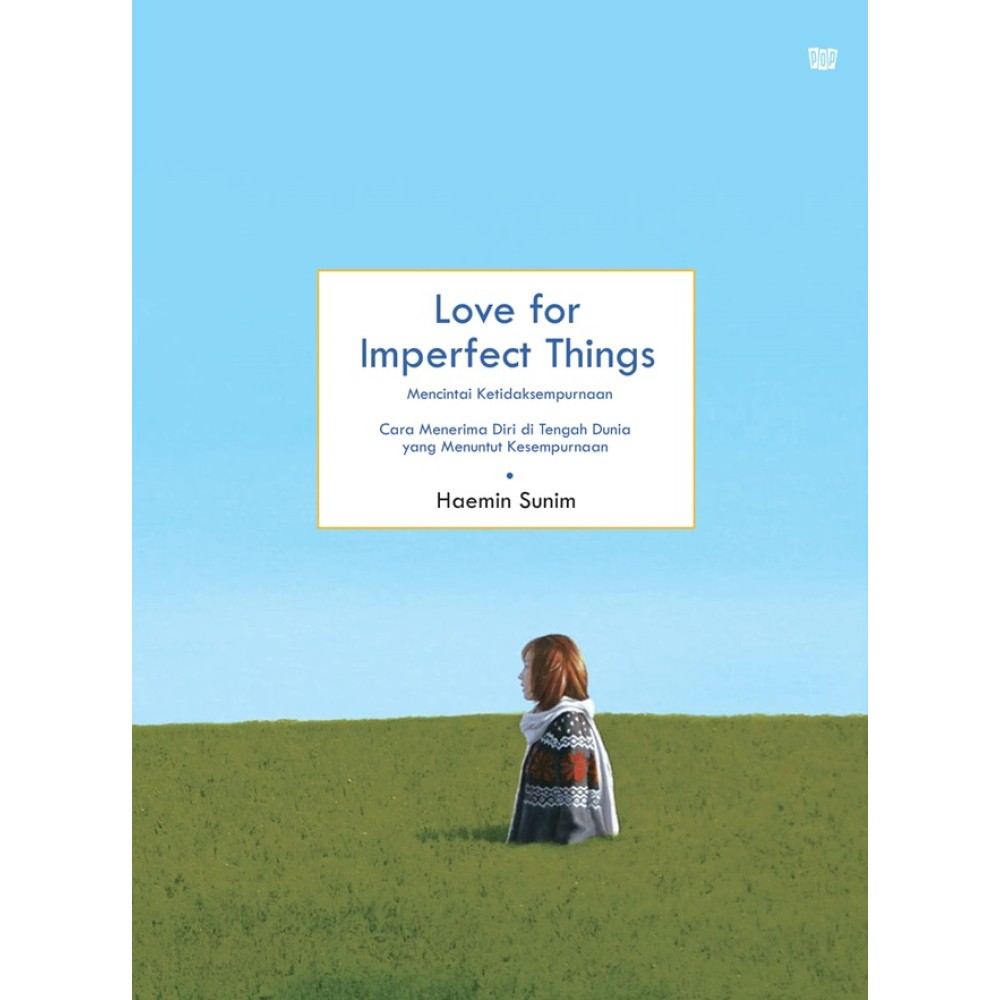 POP
Love for
Imperfect Things
Mencintai Ketidaksempurnaan
Cara Menerima Diri di Tengah Dunia
yang Menuntut Kesempurnaan
Haemin Sunim